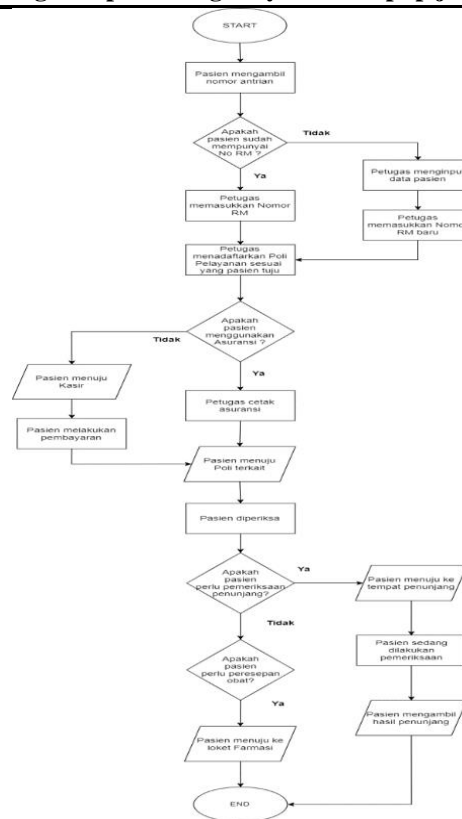 START
Pasien mengambil
nomor antrian
Apakah
pasien sudah
mempunyai
No RM ?
Tidak
Ya
Petugas menginpu
data pasien
Petugas
memasukkan Nomor
RM
Petugas
memasukkan Nomo
RM baru
Petugas
menadaftarkan Poli
Pelayanan sesuai
yang pasien tuju
Apakah
pasien
menggunakan
Asuransi ?
Tidak
Ya
Pasien menuju
Kasir
Petugas cetak
asuransi
Pasien melakukan
pembayaran
Pasien menuju
Poli terkait
Pasien diperiksa
Apakah
pasien
perlu pemeriksaan
penunjang?
Ya
Pasien menuju ke
tempat penunjang
Tidak
Pasien sedang
dilakukan
pemeriksaan
Apakah
pasien
perlu peresepan
obat?
Ya
Pasien mengambil
hasil penunjang
Pasien menuju ke
loket Farmasi
END